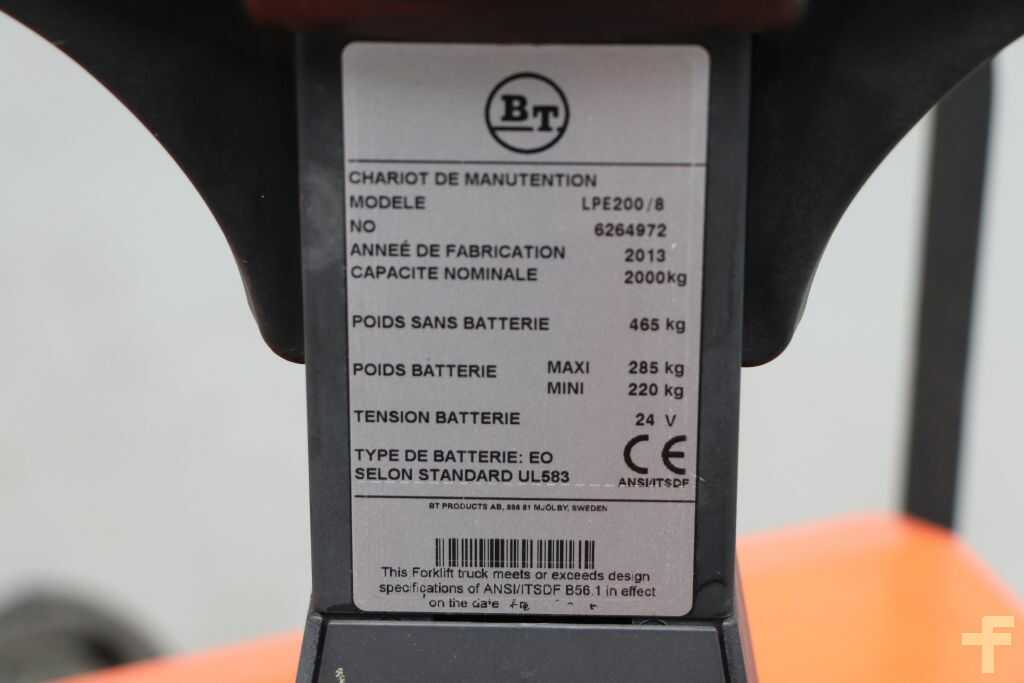 BT
CHARIOT DE MANUTENTION
MODELE LPE200/8
NO 6264972
ANNEÉ DE FABRICATION 2013
CAPACITE NOMINALE 2000kg
POIDS SANS BATTERIE 465 kg
POIDS BATTERIE MAXI 285 kg
MINI 220 kg
TENSION BATTERIE 24 V
TYPE DE BATTERIE: EO
SELON STANDARD UL583
CE
ANSI/ITSDF
BT PRODUCTS AB, 81 MJÖLBY, SWEDEN
This Forklift truck meets or exceeds design
specifications of ANSI/ITSDF B56.1 in effect
on the date